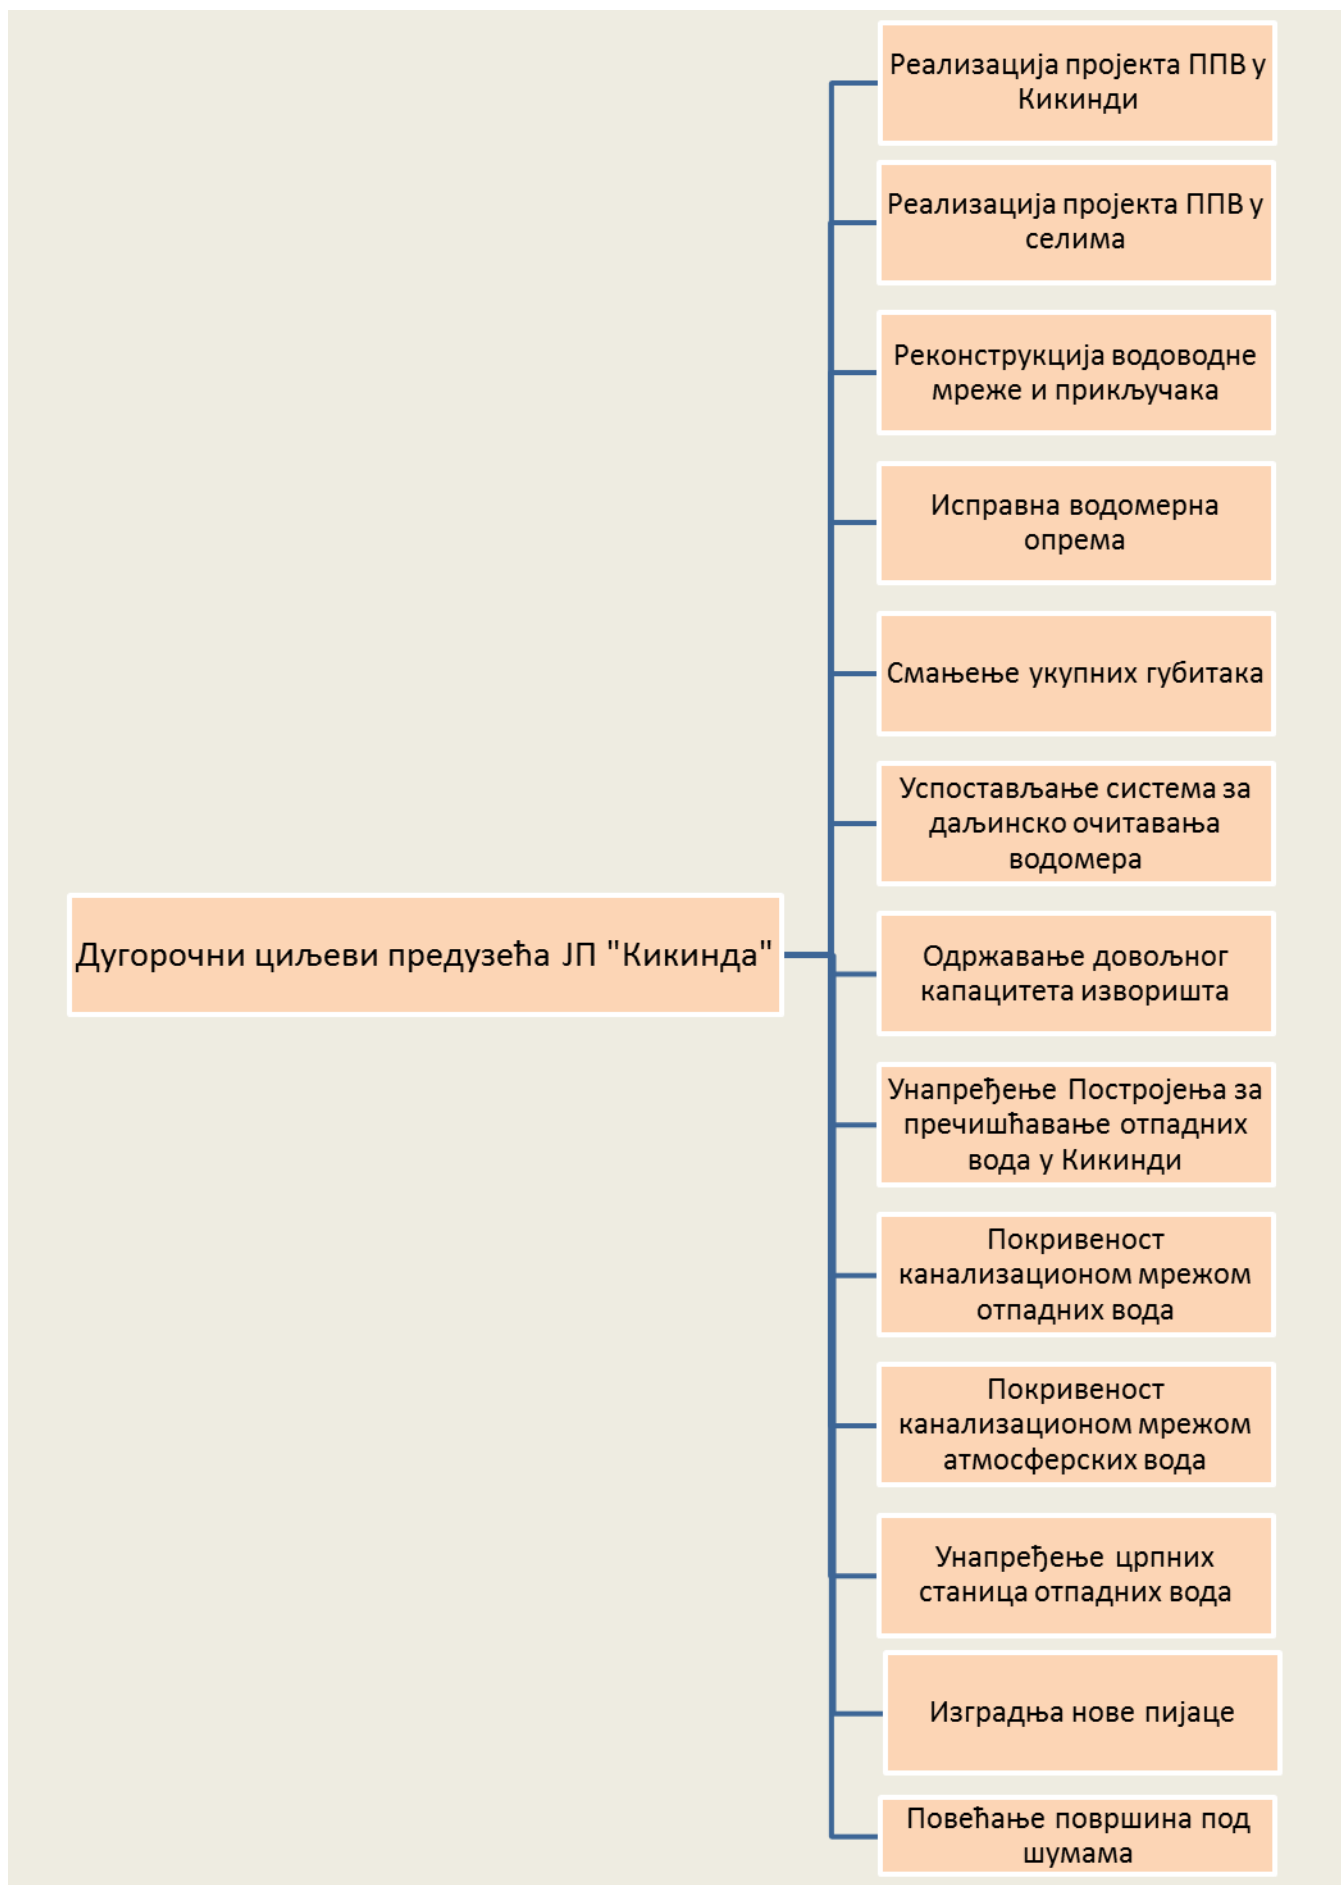 Реализација пројекта ППВ у
Кикинди
Реализација пројекта ППВ у
селима
Реконструкција водоводне
мреже и прикључака
Исправна водомерна
опрема
Смањење укупних губитака
Успостављање система за
даљинско очитавања
водомера
Дугорочни циљеви предузећа ЈП "Кикинда"
Одржавање довољног
капацитета изворишта
Унапређење Постројења за
пречишћавање отпадних
вода у Кикинди
Покривеност
канализационом мрежом
отпадних вода
Покривеност
канализационом мрежом
атмосферских вода
Унапређење црпних
станица отпадних вода
Изградња нове пијаце
Повећање површина под
шумама